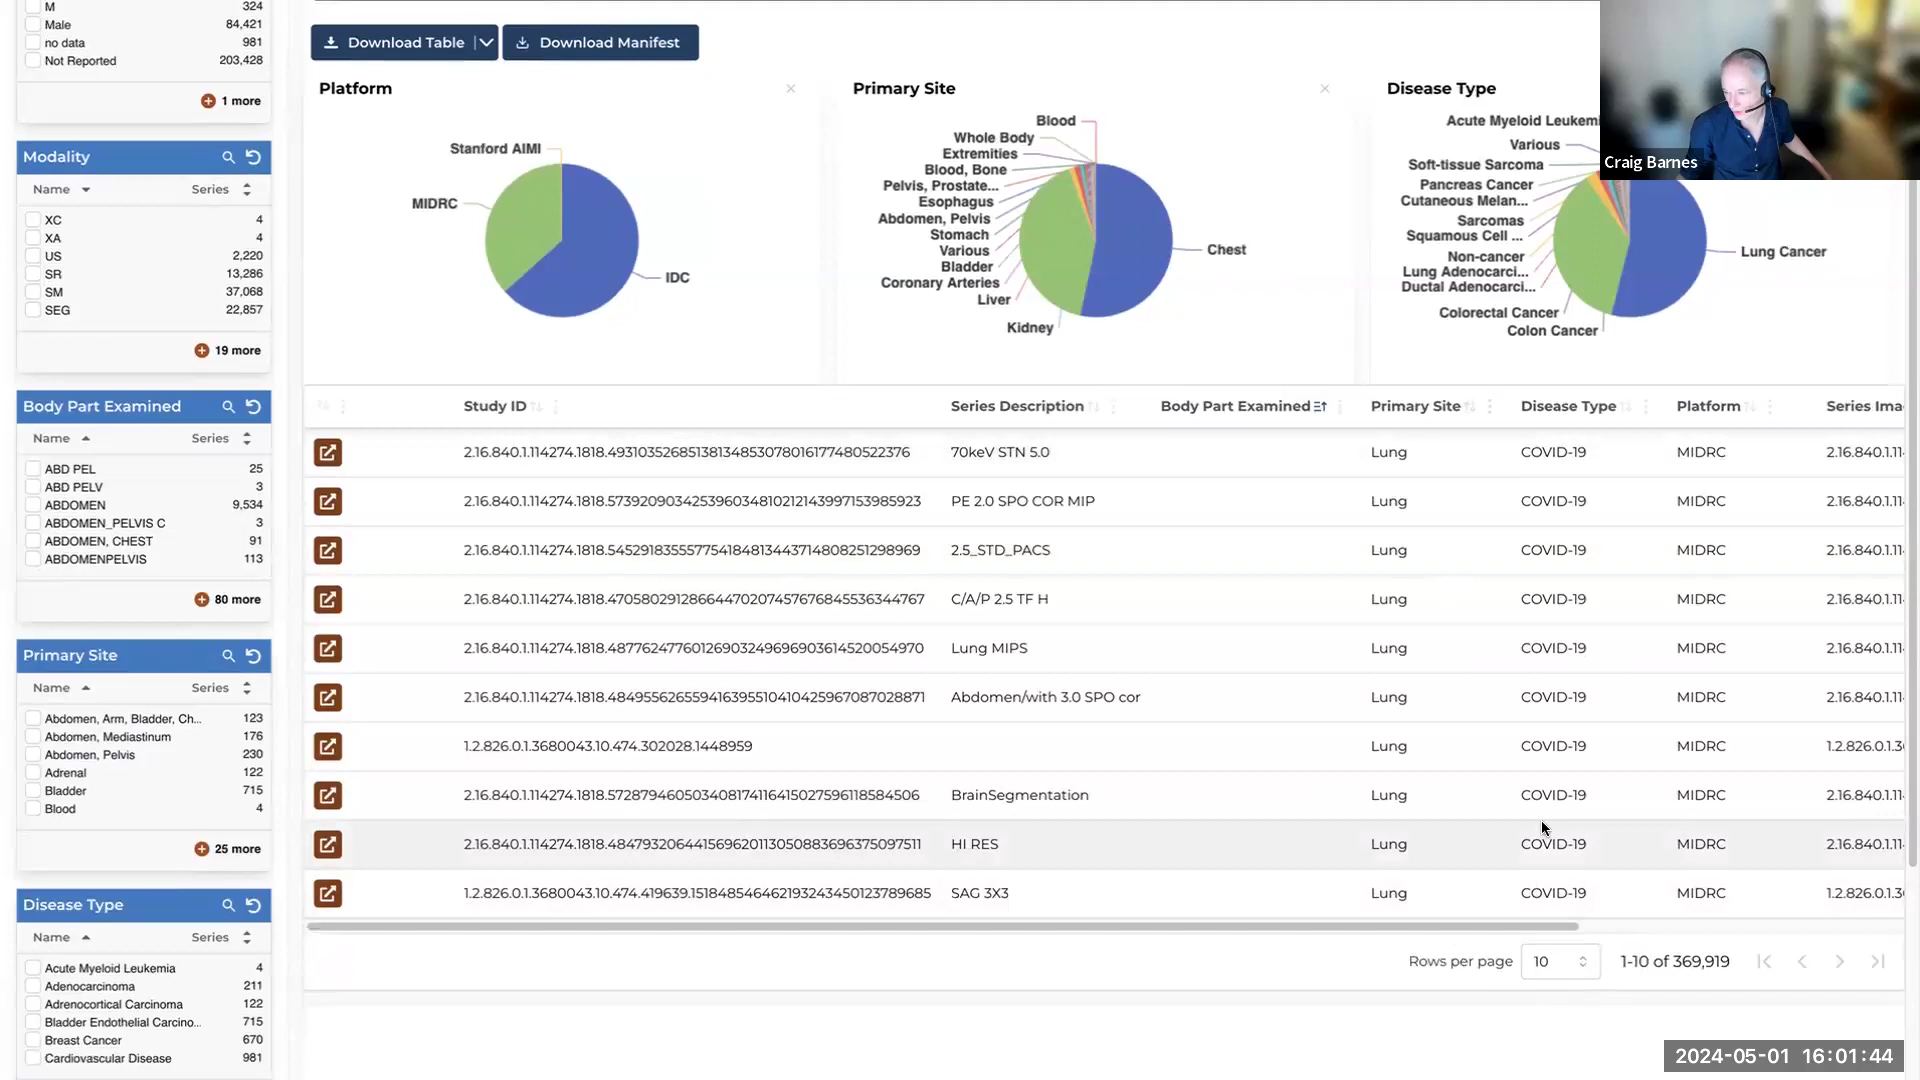 M 324
Male 84,421
no data 981
Not Reported 203,428
1 more
Modality
Name Series
XC 4
XA 4
US 2,220
SR 13,286
SM 37,068
SEG 22,857
19 more
Body Part Examined
Name Series
ABD PEL 25
ABD PELV 3
ABDOMEN 9,534
ABDOMEN_PELVIS C 3
ABDOMEN, CHEST 91
ABDOMENPELVIS 113
80 more
Primary Site
Name Series
Abdomen, Arm, Bladder, Ch... 123
Abdomen, Mediastinum 176
Abdomen, Pelvis 230
Adrenal 122
Bladder 715
Blood 4
25 more
Disease Type
Name Series
Acute Myeloid Leukemia 4
Adenocarcinoma 211
Adrenocortical Carcinoma 122
Bladder Endothelial Carcino... 715
Breast Cancer 670
Cardiovascular Disease 981
Download Table Download Manifest
Platform
Stanford AIMI
MIDRC
IDC
Primary Site
Blood
Whole Body
Extremities
Blood, Bone
Pelvis, Prostate...
Esophagus
Abdomen, Pelvis
Stomach
Various
Bladder
Coronary Arteries
Liver
Kidney
Chest
Disease Type
Acute Myeloid Leukemi
Various
Soft-tissue Sarcoma
Pancreas Cancer
Cutaneous Melan...
Sarcomas
Squamous Cell ...
Non-cancer
Lung Adenocarci...
Ductal Adenocarci...
Colorectal Cancer
Colon Cancer
Lung Cancer
Craig Barnes
Study ID Series Description Body Part Examined Primary Site Disease Type Platform Series Ima
2.16.840.1.114274.1818.49310352685138134853078016177480522376 70keV STN 5.0 Lung COVID-19 MIDRC 2.16.840.1.11
2.16.840.1.114274.1818.573920903425396034810212143997153985923 PE 2.0 SPO COR MIP Lung COVID-19 MIDRC 2.16.840.1.11
2.16.840.1.114274.1818.545291835557754184813443714808251298969 2.5_STD_PACS Lung COVID-19 MIDRC 2.16.840.1.11
2.16.840.1.114274.1818.47058029128664470207457676845536344767 C/A/P 2.5 TF H Lung COVID-19 MIDRC 2.16.840.1.11
2.16.840.1.114274.1818.48776247760126903249696903614520054970 Lung MIPS Lung COVID-19 MIDRC 2.16.840.1.11
2.16.840.1.114274.1818.48495562655941639551041042596708702887​1 Abdomen/with 3.0 SPO cor Lung COVID-19 MIDRC 2.16.840.1.11
1.2.826.0.1.3680043.10.474.302028.1448959 Lung COVID-19 MIDRC 1.2.826.0.1.3
2.16.840.1.114274.1818.572879460503408174116415027596118584506 BrainSegmentation Lung COVID-19 MIDRC 2.16.840.1.11
2.16.840.1.114274.1818.484793206441569620113050883696375097511 HI RES Lung COVID-19 MIDRC 2.16.840.1.11
1.2.826.0.1.3680043.10.474.419639.151848546462193243450123789685 SAG 3X3 Lung COVID-19 MIDRC 1.2.826.0.1.3
Rows per page 10 1-10 of 369,919
2024-05-01 16:01:44